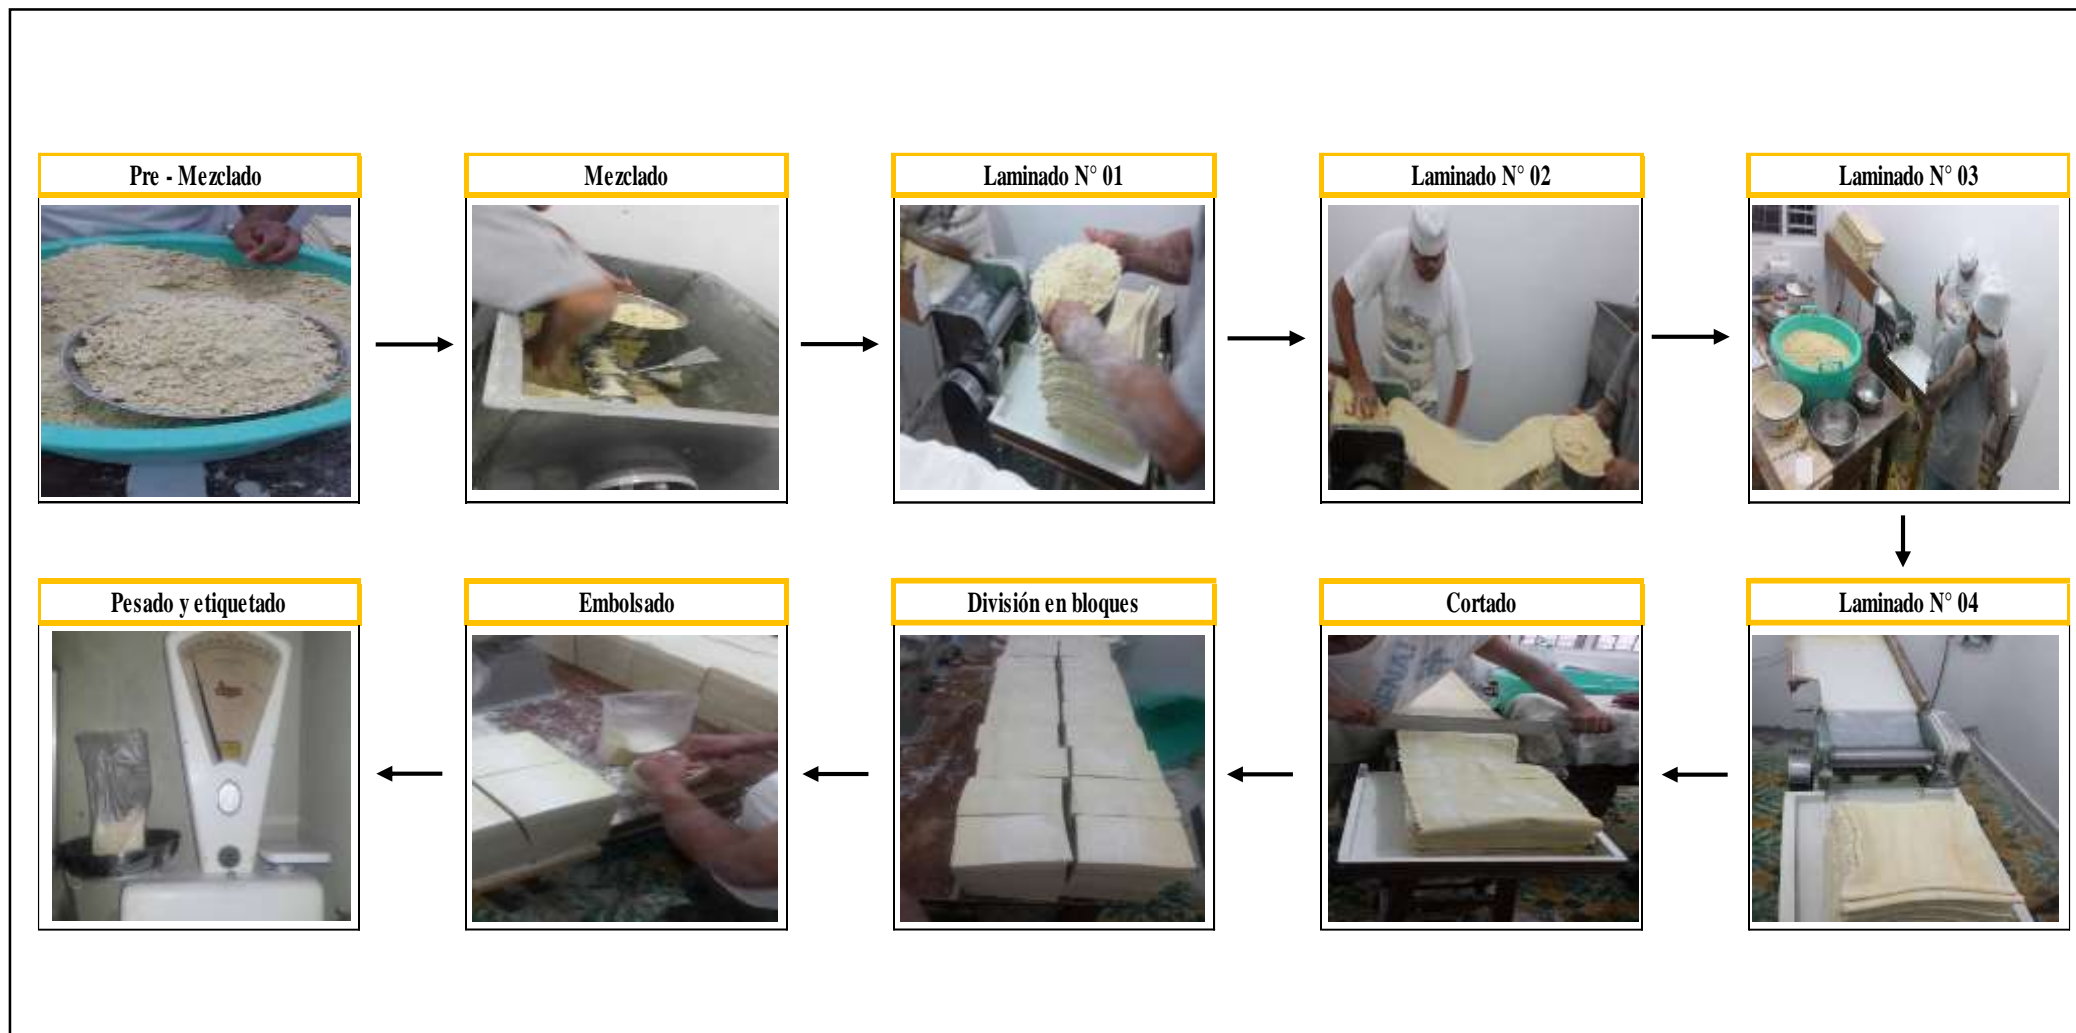 Pre - Mezclado
Mezclado
Laminado N° 01
Laminado N° 02
Laminado N° 03
Pesado y etiquetado
Embolsado
División en bloques
Cortado
Laminado N° 04